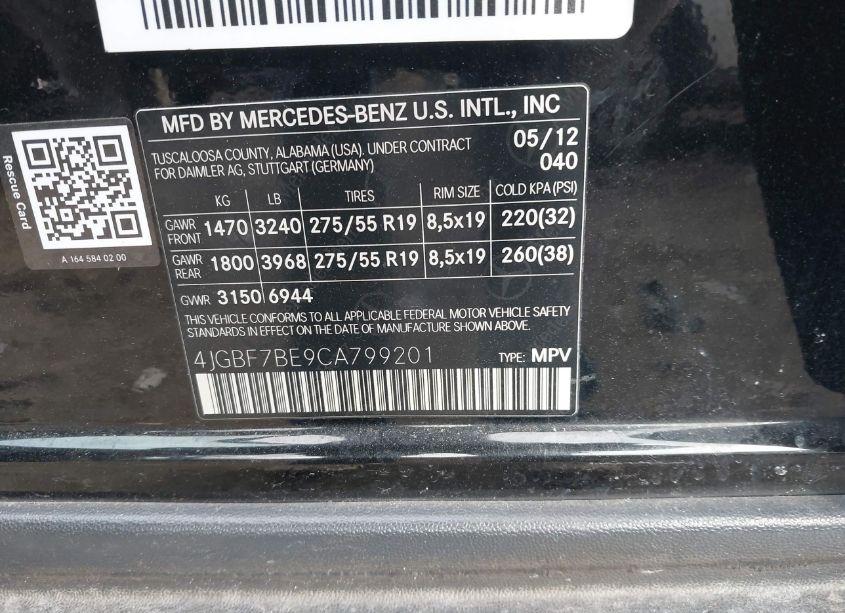 MFD BY MERCEDES-BENZ U.S. INTL., INC
TUSCALOOSA COUNTY, ALABAMA (USA). UNDER CONTRACT
FOR DAIMLER AG, STUTTGART (GERMANY)
05/12
040
KG LB TIRES RIM SIZE COLD KPA (PSI)
GAWR FRONT 1470 3240 275/55 R19 8,5x19 220(32)
GAWR REAR 1800 3968 275/55 R19 8,5x19 260(38)
GVWR 3150 6944
THIS VEHICLE CONFORMS TO ALL APPLICABLE FEDERAL MOTOR VEHICLE SAFETY
STANDARDS IN EFFECT ON THE DATE OF MANUFACTURE SHOWN ABOVE.
4JGBF7BE9CA799201 TYPE: MPV
Rescue Card
A 164 584 02 00